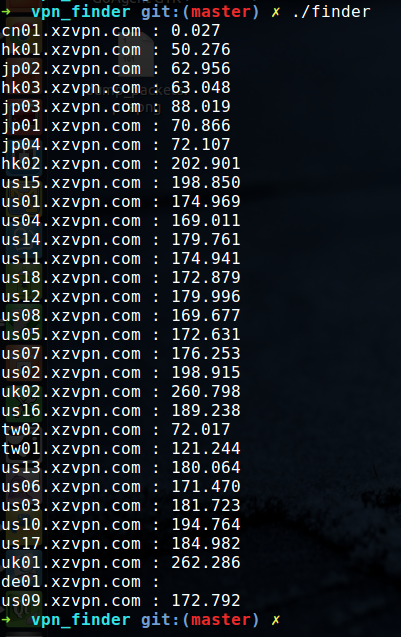 ➜  vpn_finder git:(master) ✗ ./finder
cn01.xzvpn.com : 0.027
hk01.xzvpn.com : 50.276
jp02.xzvpn.com : 62.956
hk03.xzvpn.com : 63.048
jp03.xzvpn.com : 88.019
jp01.xzvpn.com : 70.866
jp04.xzvpn.com : 72.107
hk02.xzvpn.com : 202.901
us15.xzvpn.com : 198.850
us01.xzvpn.com : 174.969
us04.xzvpn.com : 169.011
us14.xzvpn.com : 179.761
us11.xzvpn.com : 174.941
us18.xzvpn.com : 172.879
us12.xzvpn.com : 179.996
us08.xzvpn.com : 169.677
us05.xzvpn.com : 172.631
us07.xzvpn.com : 176.253
us02.xzvpn.com : 198.915
uk02.xzvpn.com : 260.798
us16.xzvpn.com : 189.238
tw02.xzvpn.com : 72.017
tw01.xzvpn.com : 121.244
us13.xzvpn.com : 180.064
us06.xzvpn.com : 171.470
us03.xzvpn.com : 181.723
us10.xzvpn.com : 194.764
us17.xzvpn.com : 184.982
uk01.xzvpn.com : 262.286
de01.xzvpn.com :
us09.xzvpn.com : 172.792
➜  vpn_finder git:(master) ✗